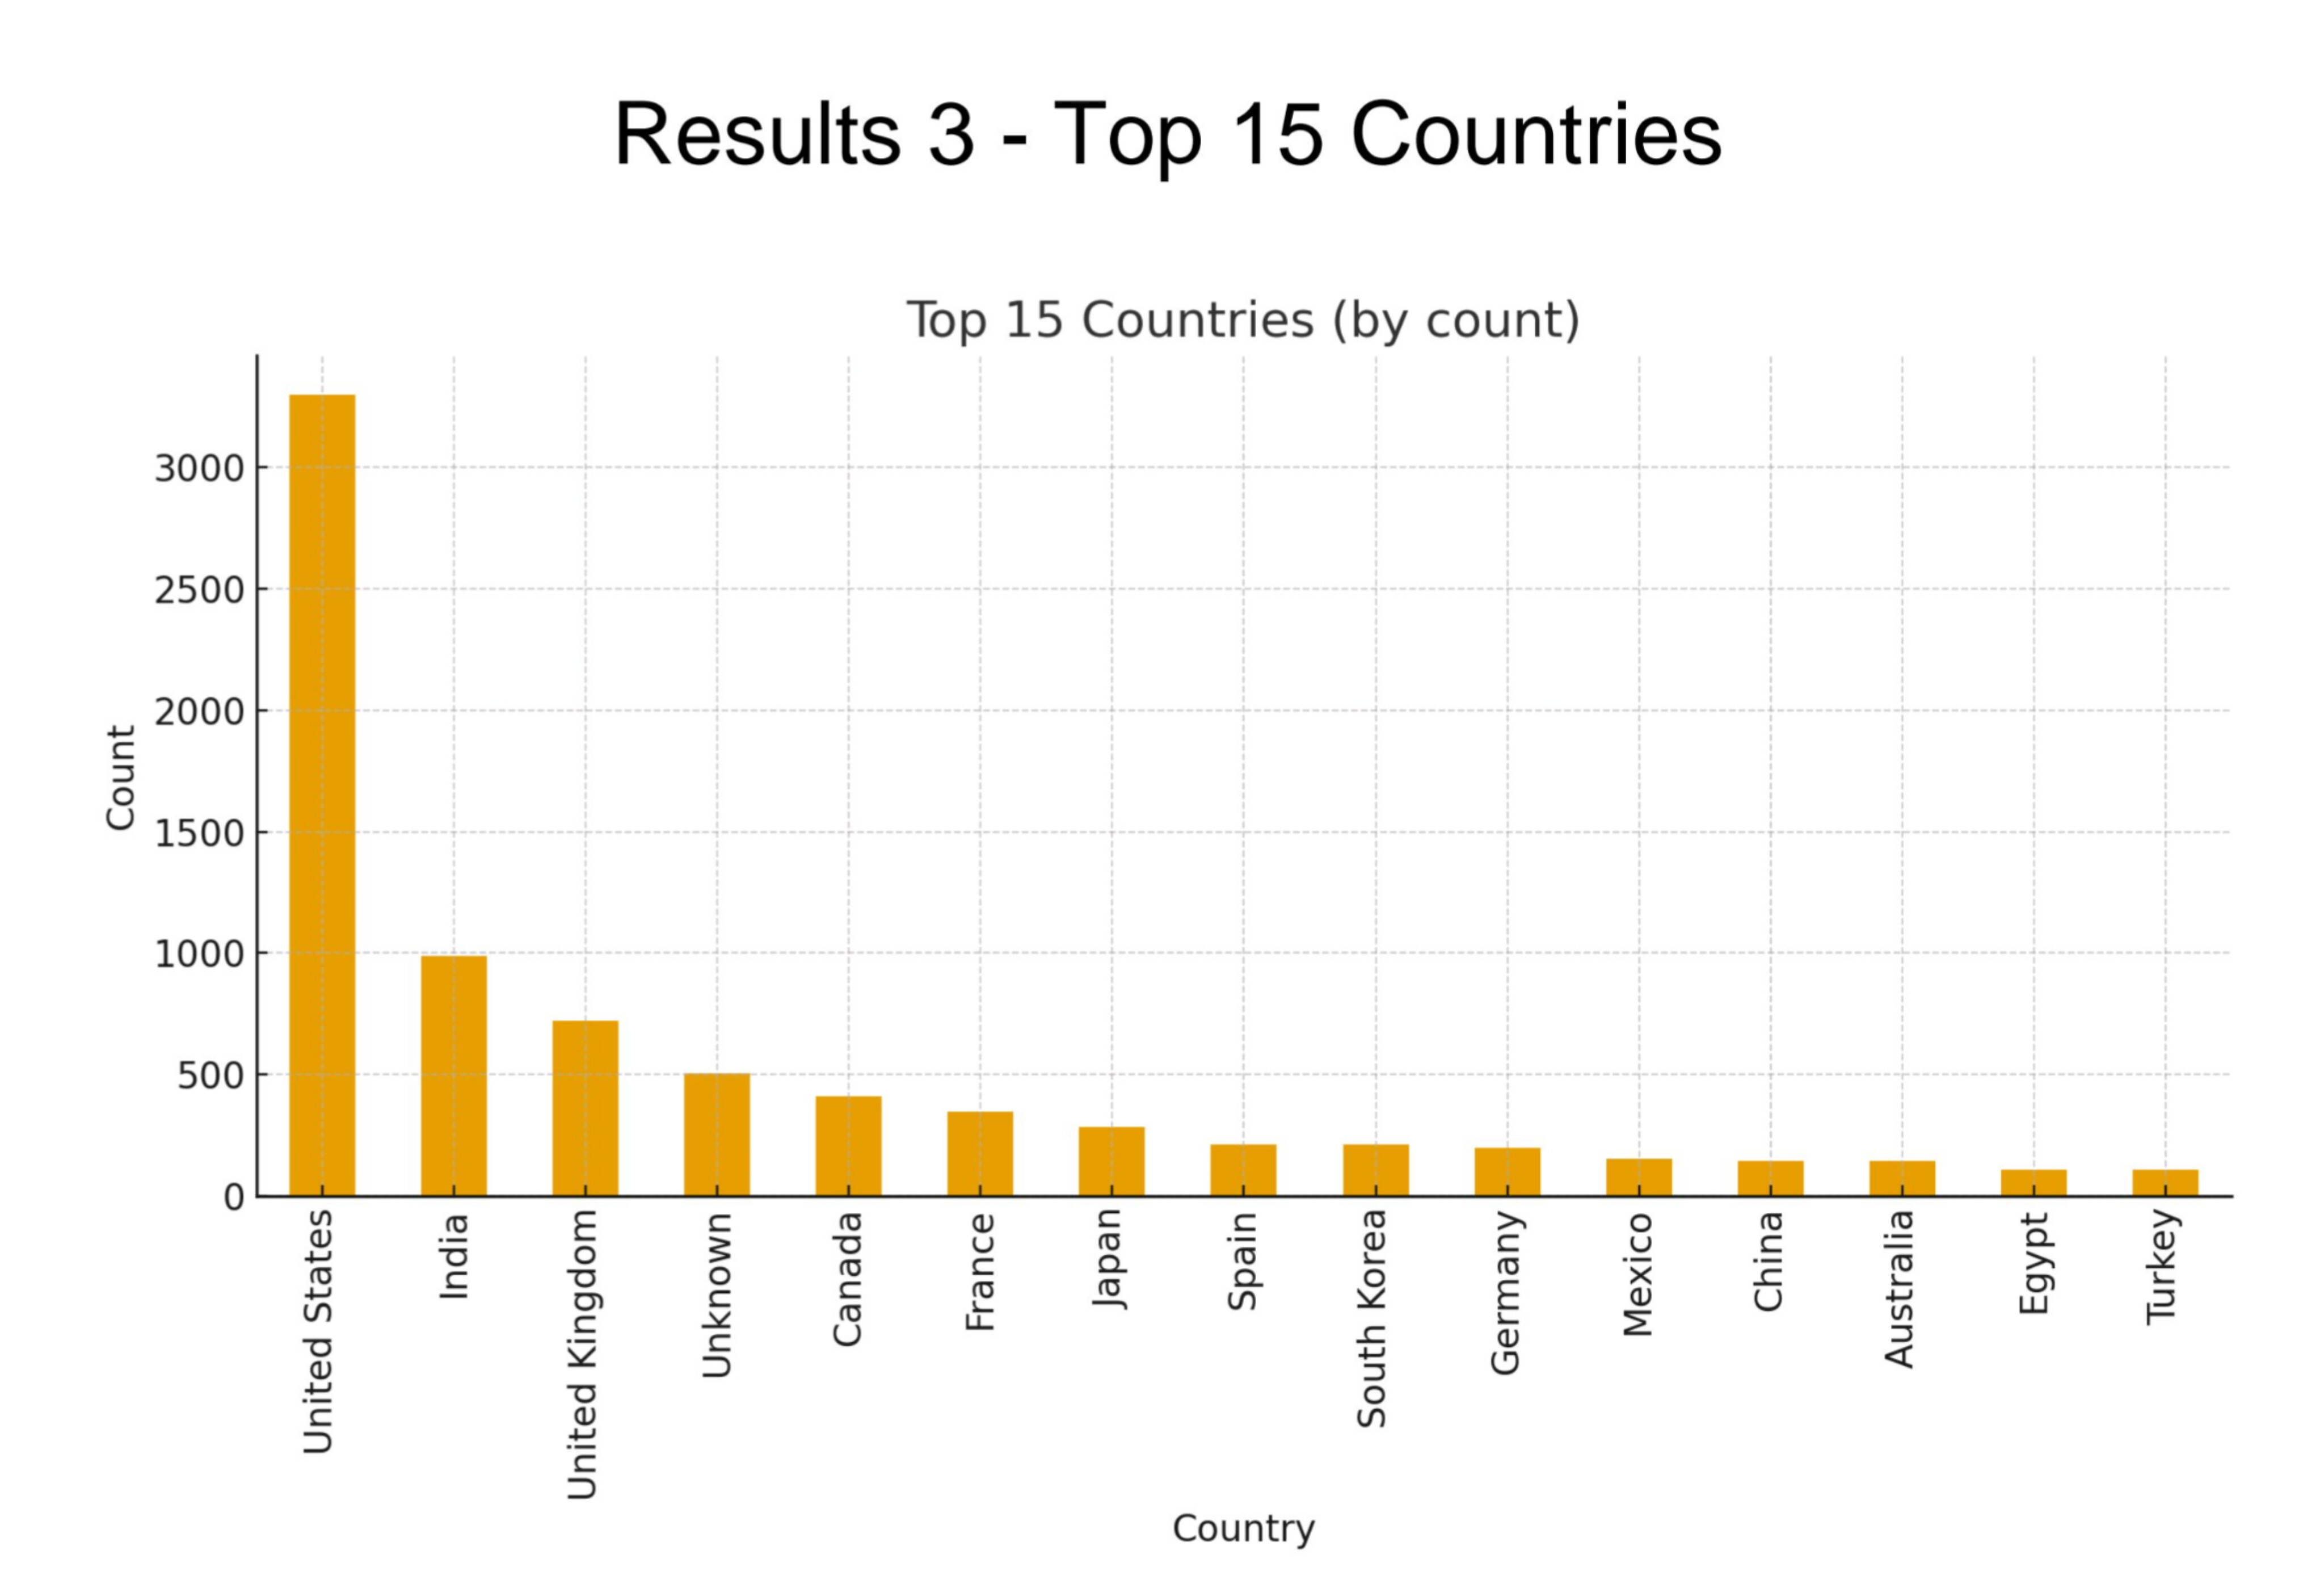 Results 3 - Top 15 Countries
Top 15 Countries (by count)
Count
3000
2500
2000
1500
1000
500
0
United States
India
United Kingdom
Unknown
Canada
France
Japan
Spain
South Korea
Germany
Mexico
China
Australia
Egypt
Turkey
Country